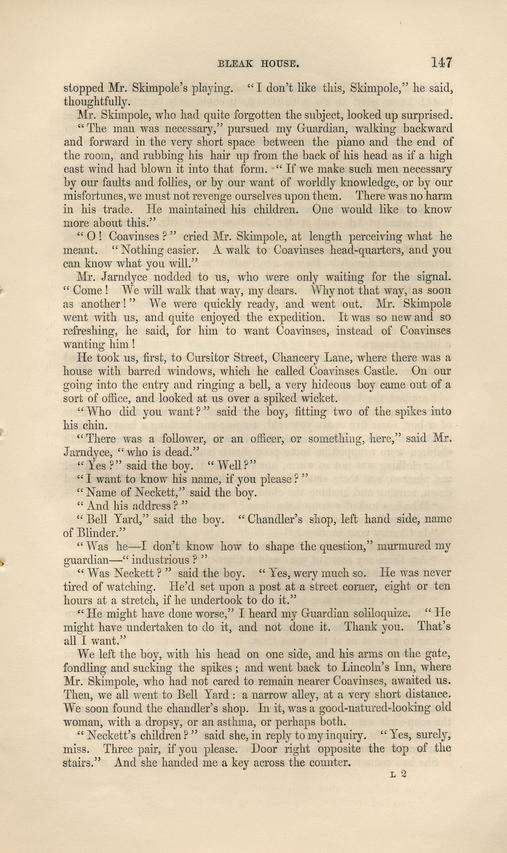 BLEAK HOUSE. 147
stopped Mr. Skimpole's playing. "I don't like this, Skimpole," he said,
thoughtfully.
Mr. Skimpole, who had quite forgotten the subject, looked up surprised.
"The man was necessary," pursued my Guardian, walking backward
and forward in the very short space between the piano and the end of
the room, and rubbing his hair up from the back of his head as if a high
east wind had blown it into that form. "If we make such men necessary
by our faults and follies, or by our want of worldly knowledge, or by our
misfortunes, we must not revenge ourselves upon them. There was no harm
in his trade. He maintained his children. One would like to know
more about this."
"O! Coavinses?" cried Mr. Skimpole, at length perceiving what he
meant. "Nothing easier. A walk to Coavinses head-quarters, and you
can know what you will."
Mr. Jarndyce nodded to us, who were only waiting for the signal.
"Come! We will walk that way, my dears. Why not that way, as soon
as another!" We were quickly ready, and went out. Mr. Skimpole
went with us, and quite enjoyed the expedition. It was so new and so
refreshing, he said, for him to want Coavinses, instead of Coavinses
wanting him!
He took us, first, to Cursitor Street, Chancery Lane, where there was a
house with barred windows, which he called Coavinses Castle. On our
going into the entry and ringing a bell, a very hideous boy came out of a
sort of office, and looked at us over a spiked wicket.
"Who did you want?" said the boy, fitting two of the spikes into
his chin.
"There was a follower, or an officer, or something, here," said Mr.
Jarndyce, "who is dead."
"Yes?" said the boy. "Well?"
"I want to know his name, if you please?"
"Name of Neckett," said the boy.
"And his address?"
"Bell Yard," said the boy. "Chandler's shop, left hand side, name
of Blinder."
"Was he—I don't know how to shape the question," murmured my
guardian—"industrious?"
"Was Neckett?" said the boy. "Yes, wery much so. He was never
tired of watching. He'd set upon a post at a street corner, eight or ten
hours at a stretch, if he undertook to do it."
"He might have done worse," I heard my Guardian soliloquize. "He
might have undertaken to do it, and not done it. Thank you. That's
all I want."
We left the boy, with his head on one side, and his arms on the gate,
fondling and sucking the spikes; and went back to Lincoln's Inn, where
Mr. Skimpole, who had not cared to remain nearer Coavinses, awaited us.
Then, we all went to Bell Yard: a narrow alley, at a very short distance.
We soon found the chandler's shop. In it, was a good-natured-looking old
woman, with a dropsy, or an asthma, or perhaps both.
"Neckett's children?" said she, in reply to my inquiry. "Yes, surely,
miss. Three pair, if you please. Door right opposite the top of the
stairs." And she handed me a key across the counter.
L 2